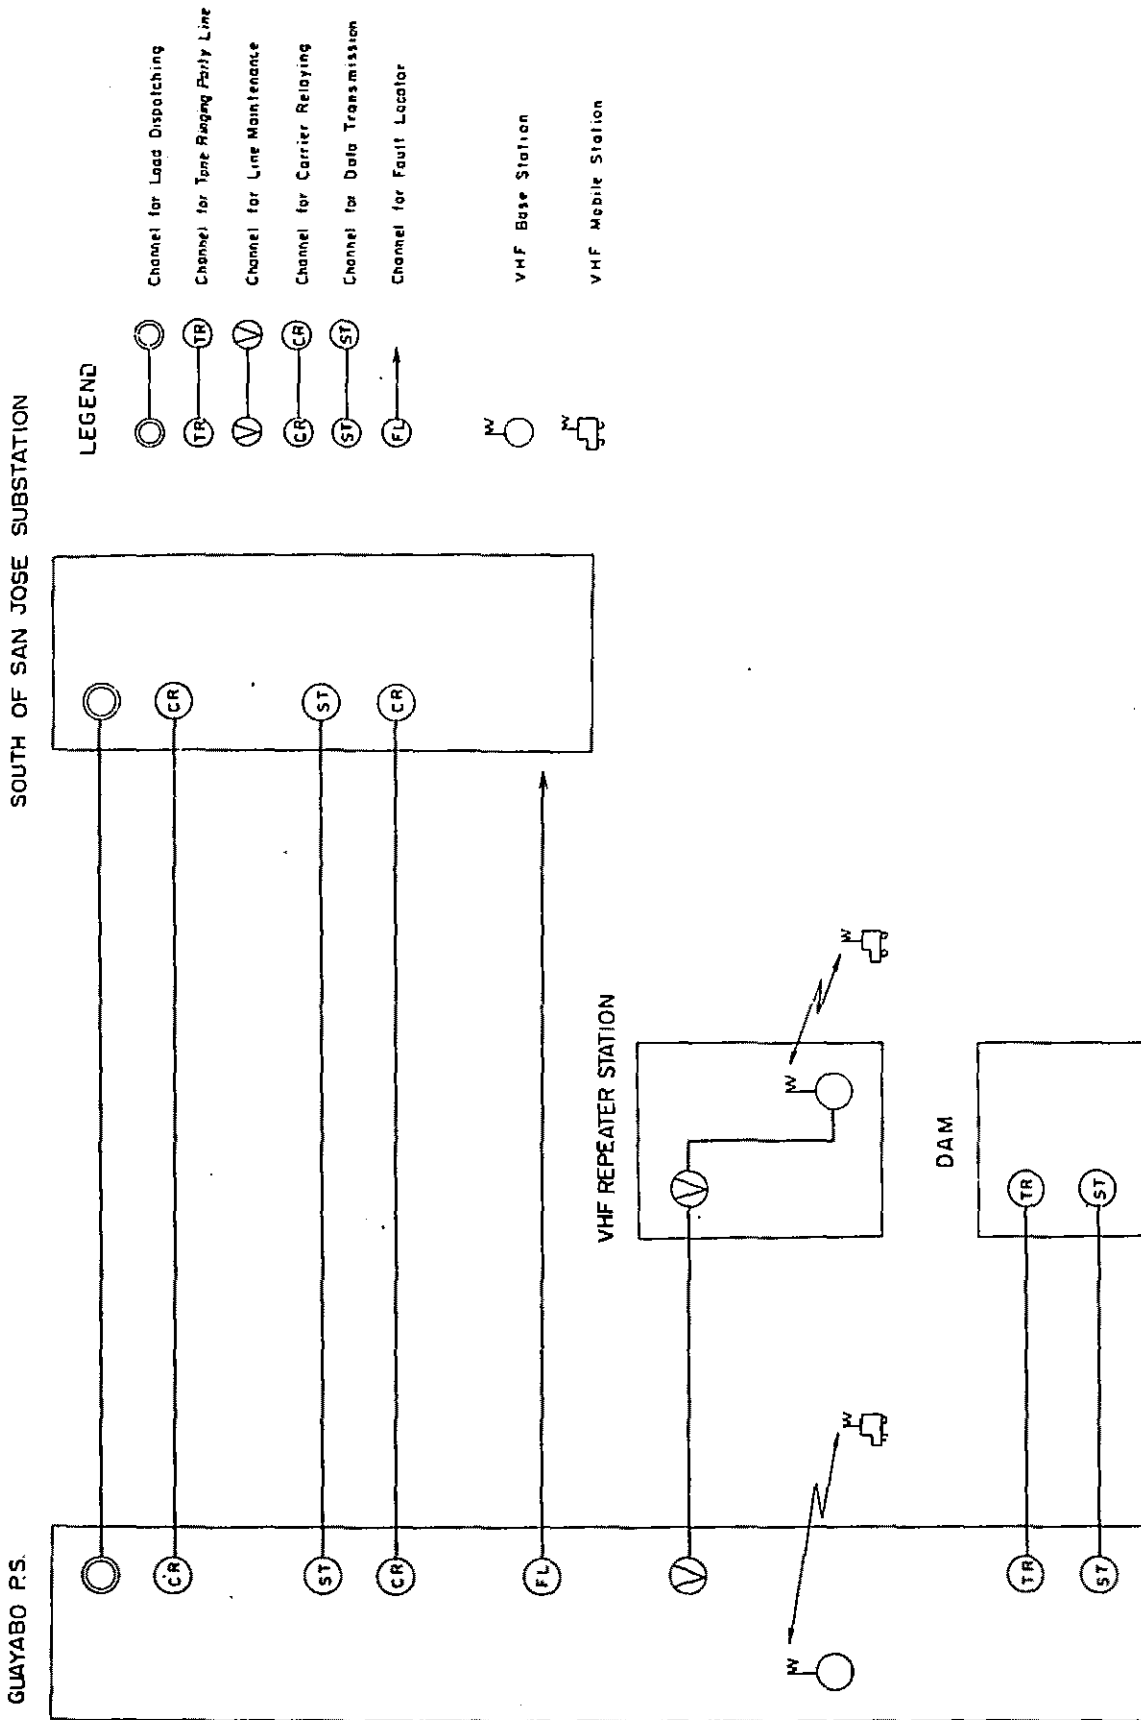 SOUTH OF SAN JOSE SUBSTATION
LEGEND
Channel for Load Dispatching
TR TR Channel for Tone Ringing Party Line
V V Channel for Line Maintenance
CR CR Channel for Carrier Relaying
ST ST Channel for Data Transmission
FL Channel for Fault Locator
VHF Base Station
VHF Mobile Station
CR
ST
CR
VHF REPEATER STATION
V
DAM
TR
ST
GUAYABO P.S.
CR
ST
CR
FL
V
TR
ST